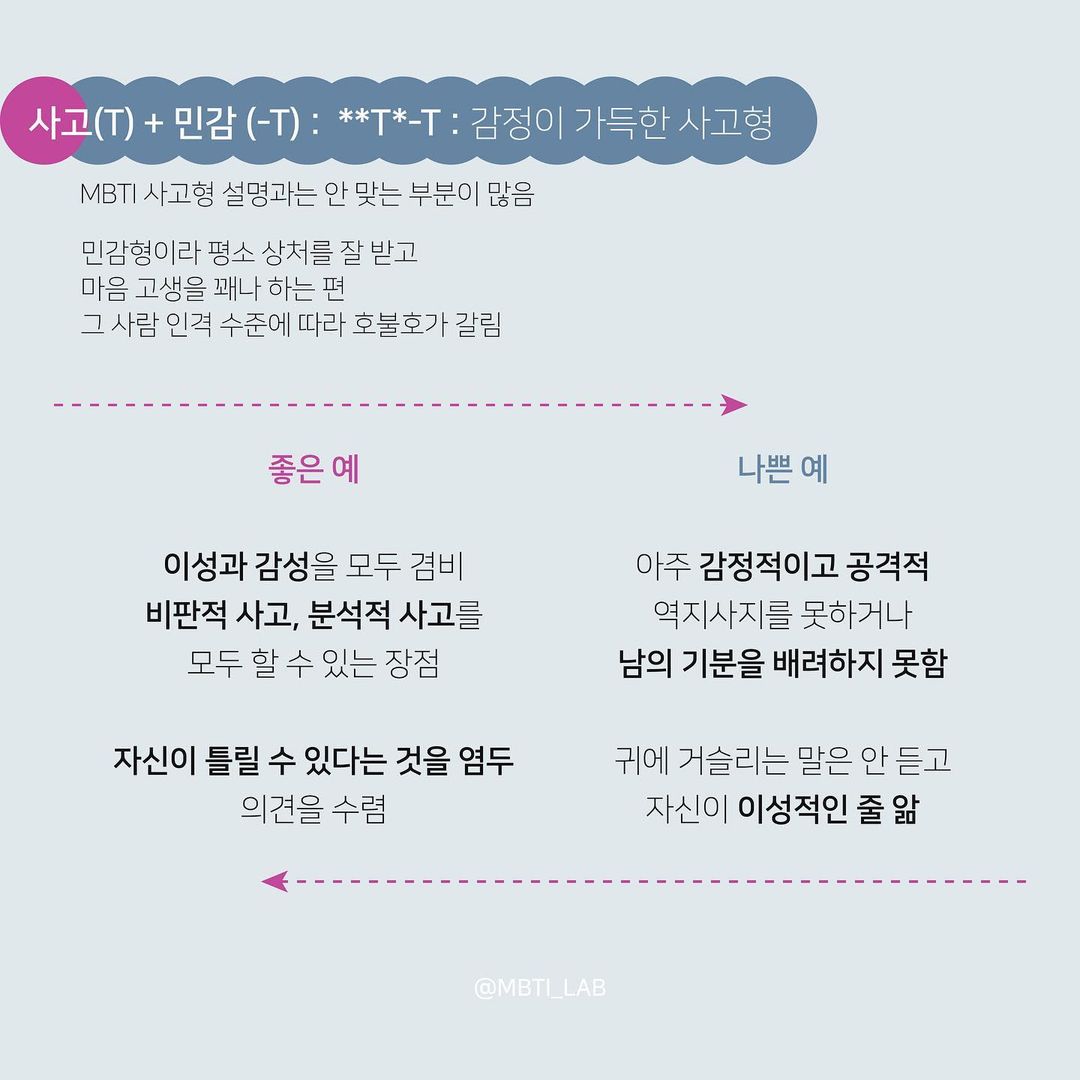 사고(T) + 민감 (-T) : **T*-T : 감정이 가득한 사고형
MBTI 사고형 설명과는 안 맞는 부분이 많음
민감형이라 평소 상처를 잘 받고
마음 고생을 꽤나 하는 편
그 사람 인격 수준에 따라 호불호가 갈림
좋은 예
이성과 감성을 모두 겸비
비판적 사고, 분석적 사고를
모두 할 수 있는 장점
자신이 틀릴 수 있다는 것을 염두
의견을 수렴
나쁜 예
아주 감정적이고 공격적
역지사지를 못하거나
남의 기분을 배려하지 못함
귀에 거슬리는 말은 안 듣고
자신이 이성적인 줄 앎
@MBTI_LAB